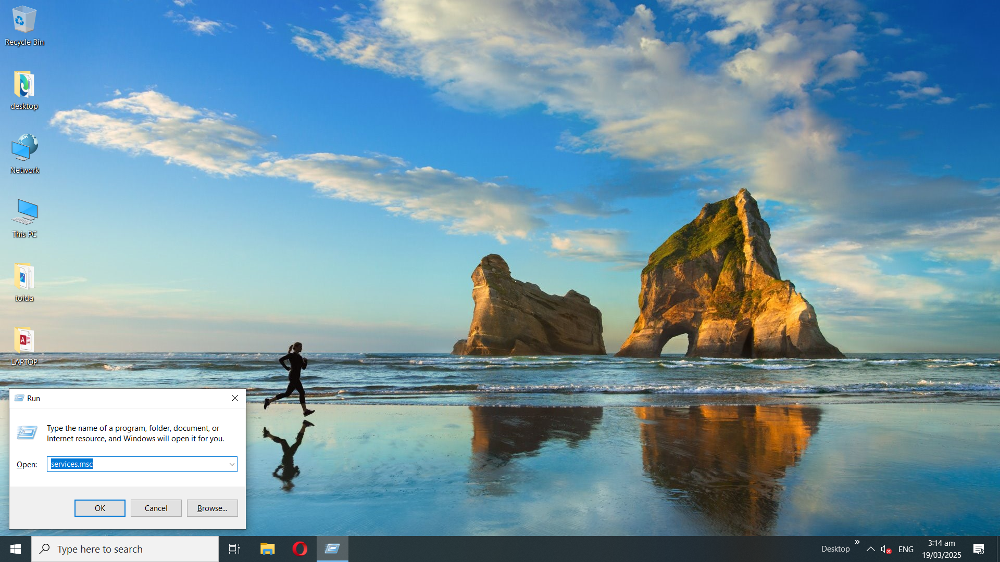 Recycle Bin
desktop
Network
This PC
tolda
LAPTOP
Run
Type the name of a program, folder, document, or
Internet resource, and Windows will open it for you.
Open:
services.msc
OK
Cancel
Browse...
Type here to search
Desktop
»
ENG
3:14 am
19/03/2025